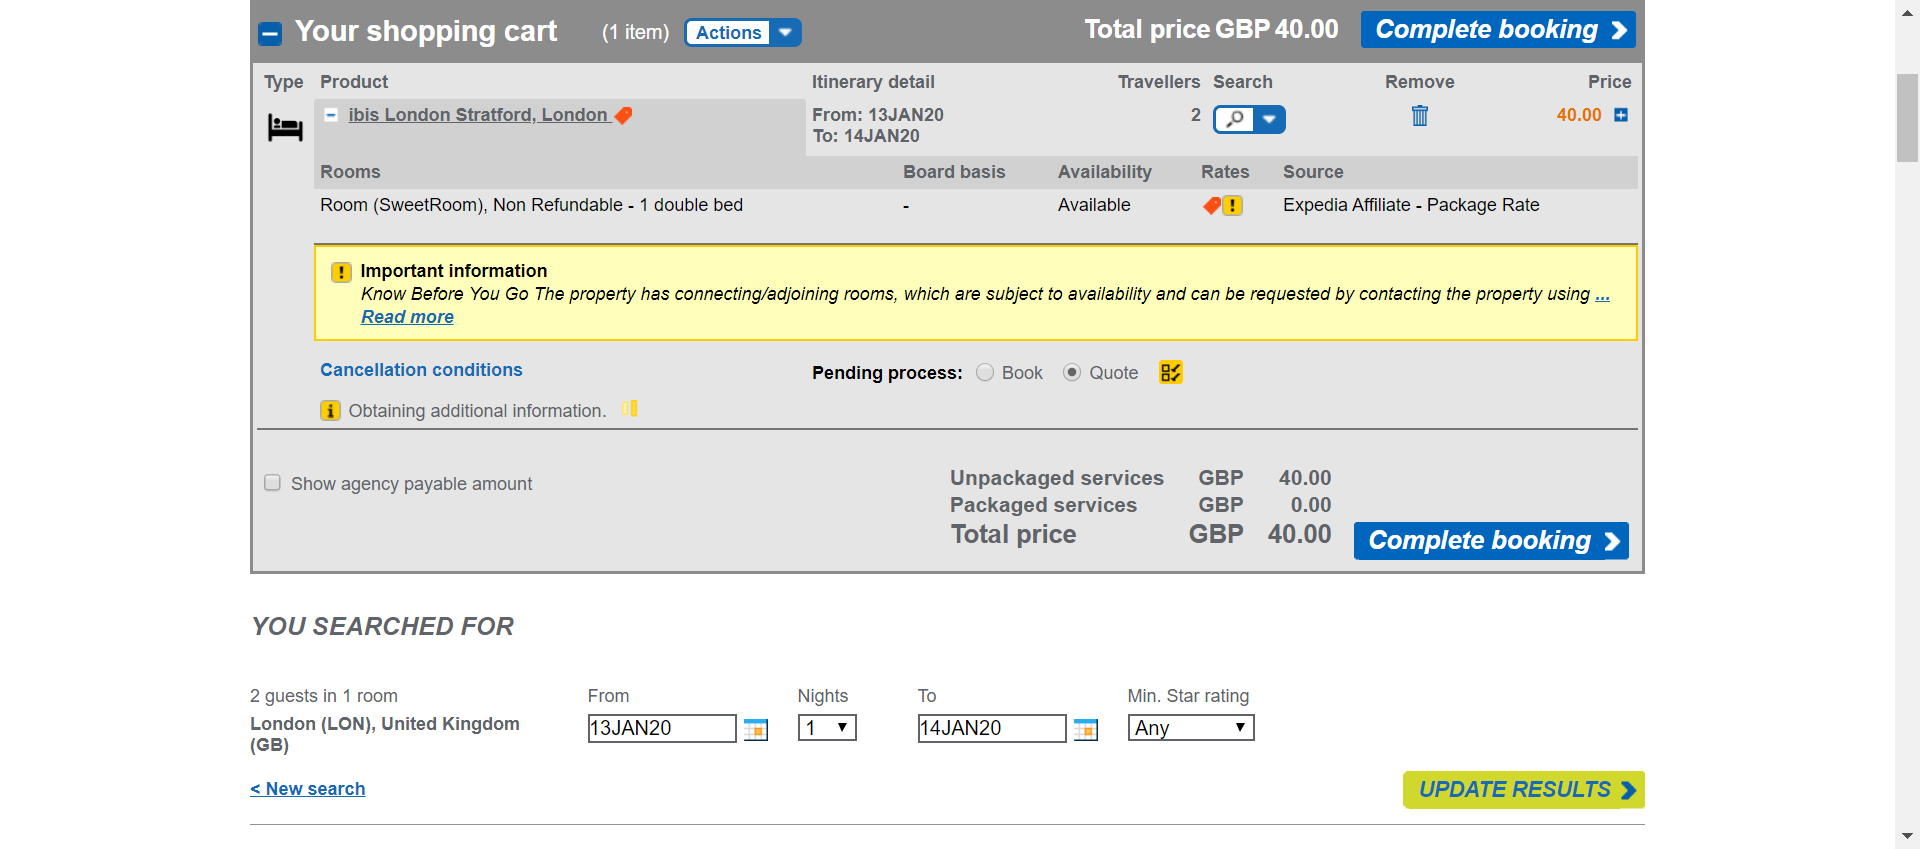 Your shopping cart (1 item) Actions Total price GBP 40.00 Complete booking
Type Product Itinerary detail Travellers Search Remove Price
ibis London Stratford, London From: 13JAN20 2 40.00
To: 14JAN20
Rooms Board basis Availability Rates Source
Room (SweetRoom), Non Refundable - 1 double bed - Available Expedia Affiliate - Package Rate
Important information
Know Before You Go The property has connecting/adjoining rooms, which are subject to availability and can be requested by contacting the property using ...
Read more
Cancellation conditions Pending process: Book Quote
Obtaining additional information.
Show agency payable amount
Unpackaged services GBP 40.00
Packaged services GBP 0.00
Total price GBP 40.00 Complete booking
YOU SEARCHED FOR
2 guests in 1 room From Nights To Min. Star rating
London (LON), United Kingdom 13JAN20 1 14JAN20 Any
(GB)
< New search UPDATE RESULTS